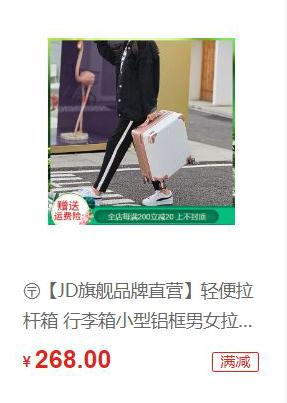 赠送
运费险
全店每满200立减20 上不封顶
〶【JD旗舰品牌直营】轻便拉
杆箱 行李箱小型铝框男女拉...
¥ 268.00
满减